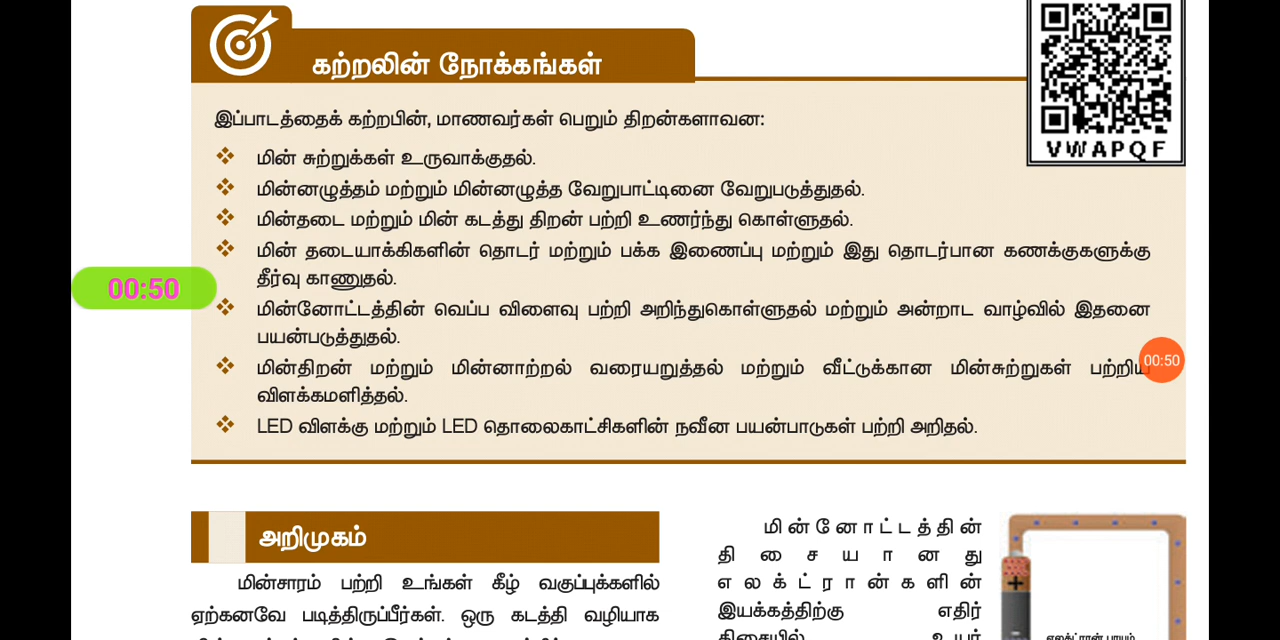 கற்றலின் நோக்கங்கள்
VWAPQF
இப்பாடத்தைக் கற்றபின், மாணவர்கள் பெறும் திறன்களாவன:
❖ மின் சுற்றுக்கள் உருவாக்குதல்.
❖ மின்னழுத்தம் மற்றும் மின்னழுத்த வேறுபாட்டினை வேறுபடுத்துதல்.
❖ மின்தடை மற்றும் மின் கடத்து திறன் பற்றி உணர்ந்து கொள்ளுதல்.
❖ மின் தடையாக்கிகளின் தொடர் மற்றும் பக்க இணைப்பு மற்றும் இது தொடர்பான கணக்குகளுக்கு
தீர்வு காணுதல்.
00:50
❖ மின்னோட்டத்தின் வெப்ப விளைவு பற்றி அறிந்துகொள்ளுதல் மற்றும் அன்றாட வாழ்வில் இதனை
பயன்படுத்துதல்.
❖ மின்திறன் மற்றும் மின்னாற்றல் வரையறுத்தல் மற்றும் வீட்டுக்கான மின்சுற்றுகள் பற்றிய
00:50
விளக்கமளித்தல்.
❖ LED விளக்கு மற்றும் LED தொலைகாட்சிகளின் நவீன பயன்பாடுகள் பற்றி அறிதல்.
அறிமுகம்
மின்சாரம் பற்றி உங்கள் கீழ் வகுப்புக்களில்
ஏற்கனவே படித்திருப்பீர்கள். ஒரு கடத்தி வழியாக
மின்னோட்டத்தின்
திசையானது
எலக்ட்ரான்களின்
இயக்கத்திற்கு எதிர்
திசையில் உயர்
+